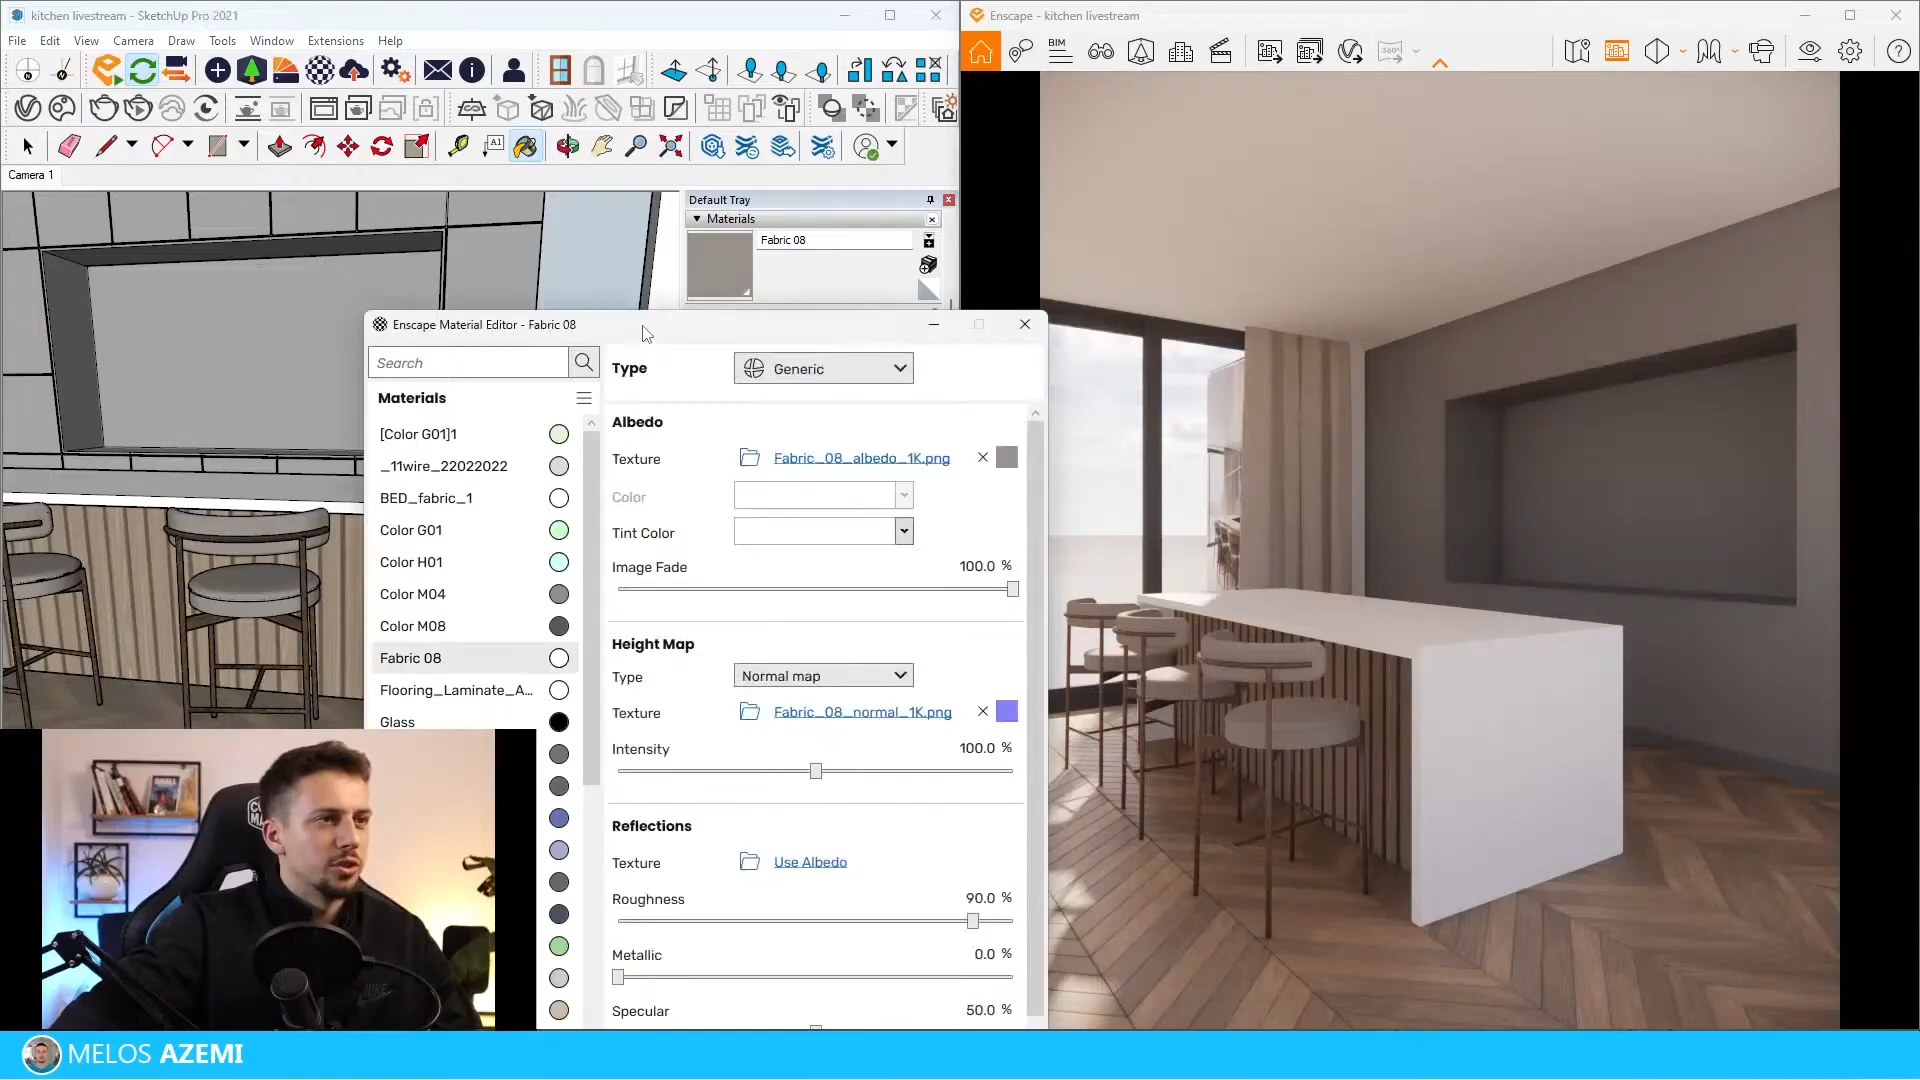 kitchen livestream - SketchUp Pro 2021
File Edit View Camera Draw Tools Window Extensions Help
A1
Camera 1
Default Tray
Materials
Fabric 08
Enscape Material Editor - Fabric 08
Search
Materials
[Color G01]1
_11wire_22022022
BED_fabric_1
Color G01
Color H01
Color M04
Color M08
Fabric 08
Flooring_Laminate_A...
Glass
Type Generic
Albedo
Texture Fabric_08_albedo_1K.png
Color
Tint Color
Image Fade 100.0 %
Height Map
Type Normal map
Texture Fabric_08_normal_1K.png
Intensity 100.0 %
Reflections
Texture Use Albedo
Roughness 90.0 %
Metallic 0.0 %
Specular 50.0 %
Enscape - kitchen livestream
BIM
360°
SMALL
NIKE
MELOS AZEMI